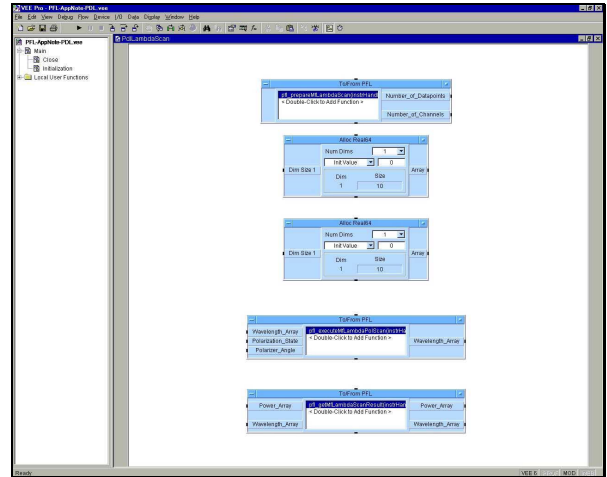 VEE Pro - PFL-AppNote-PDL.vee
File Edit View Debug Flow Device I/O Data Display Window Help
PFL-AppNote-PDL.vee
Main
Close
Initialization
Local User Functions
PdlLambdaScan
To/From PFL
pfl_prepareMfLambdaScan(instrHandl
< Double-Click to Add Function >
Number_of_Datapoints
Number_of_Channels
Alloc Real64
Num Dims 1
Init Value 0
Dim Size 1
Array
Dim Size
1 10
Alloc Real64
Num Dims 1
Init Value 0
Dim Size 1
Array
Dim Size
1 10
To/From PFL
Wavelength_Array
Polarization_State
Polarizer_Angle
pfl_executeMfLambdaPolScan(instrHa
< Double-Click to Add Function >
Wavelength_Array
To/From PFL
Power_Array
Wavelength_Array
pfl_getMfLambdaScanResult(instrHan
< Double-Click to Add Function >
Power_Array
Wavelength_Array
Ready
VEE 6
MOD